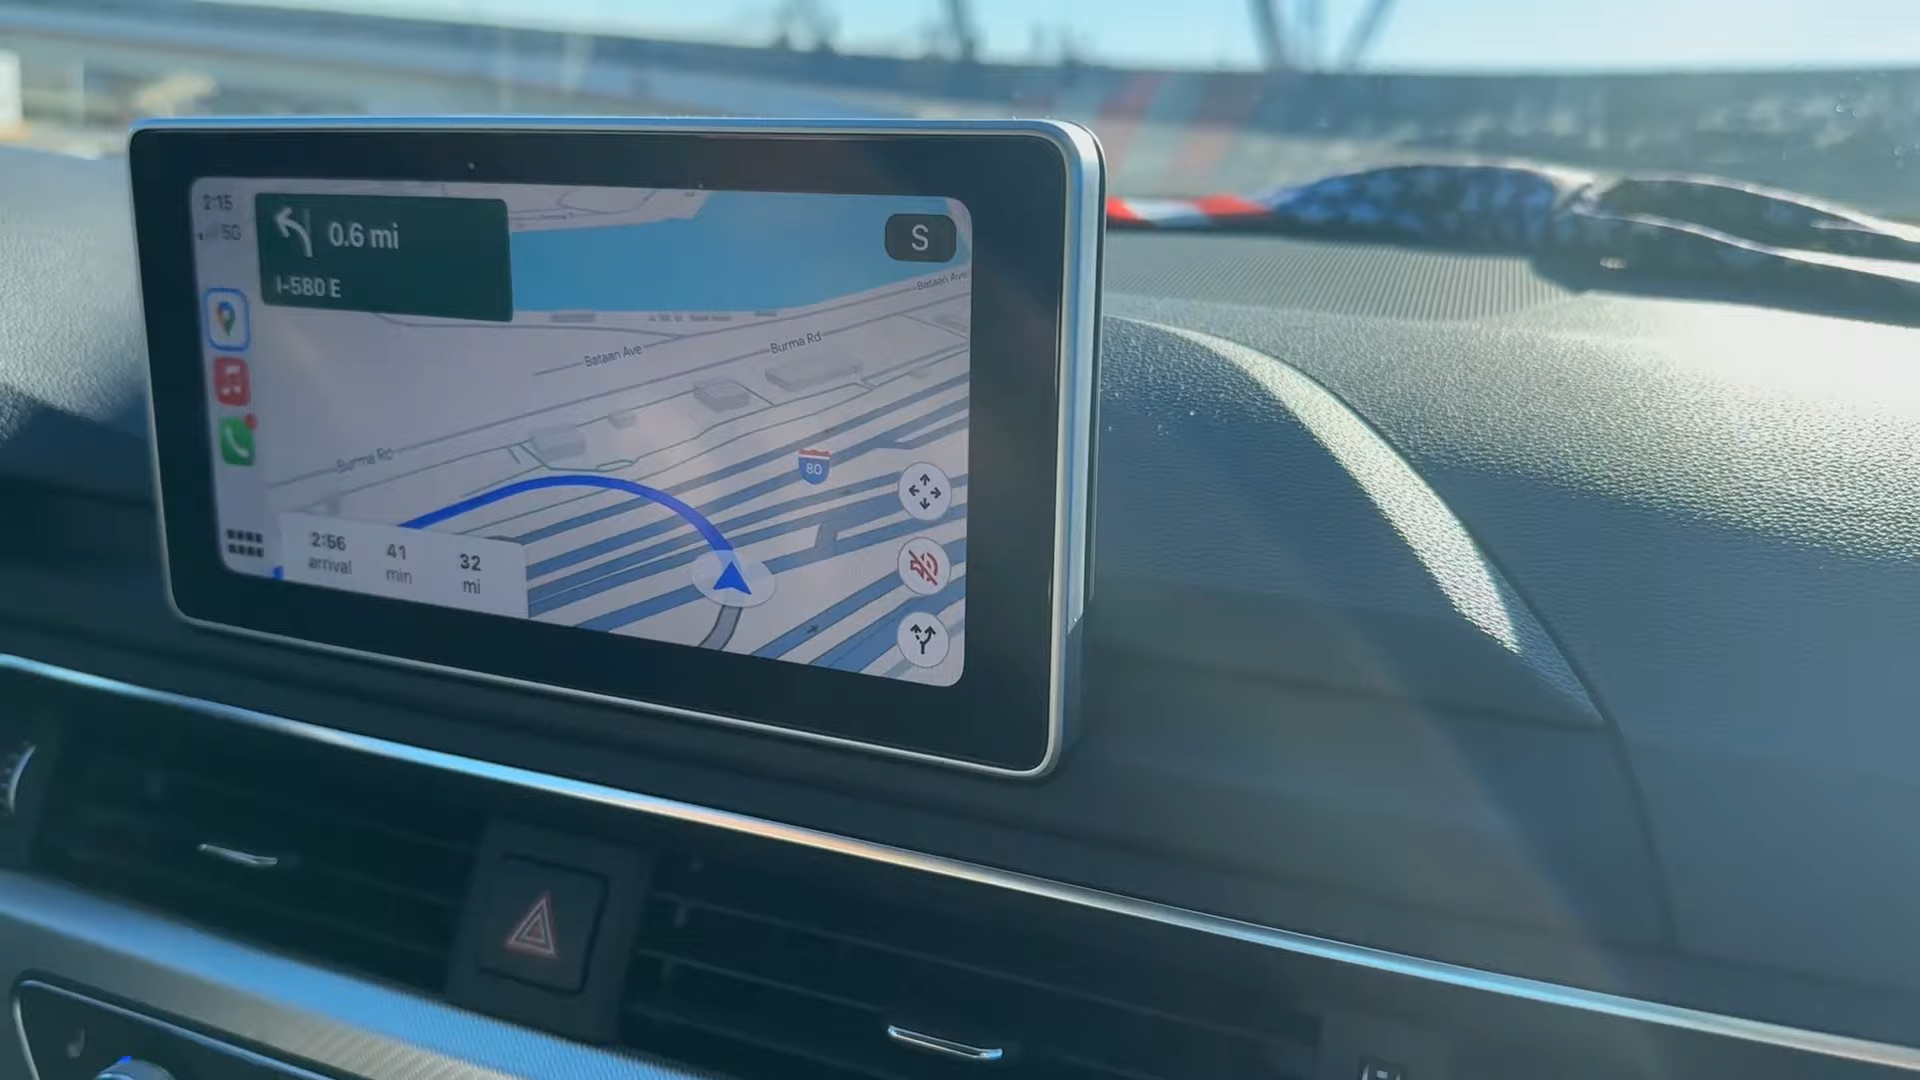 2:15
5G
0.6 mi
I-580 E
S
Bataan Ave
Burma Rd
Bataan Ave
Burma Rd
80
2:56
arrival
41
min
32
mi